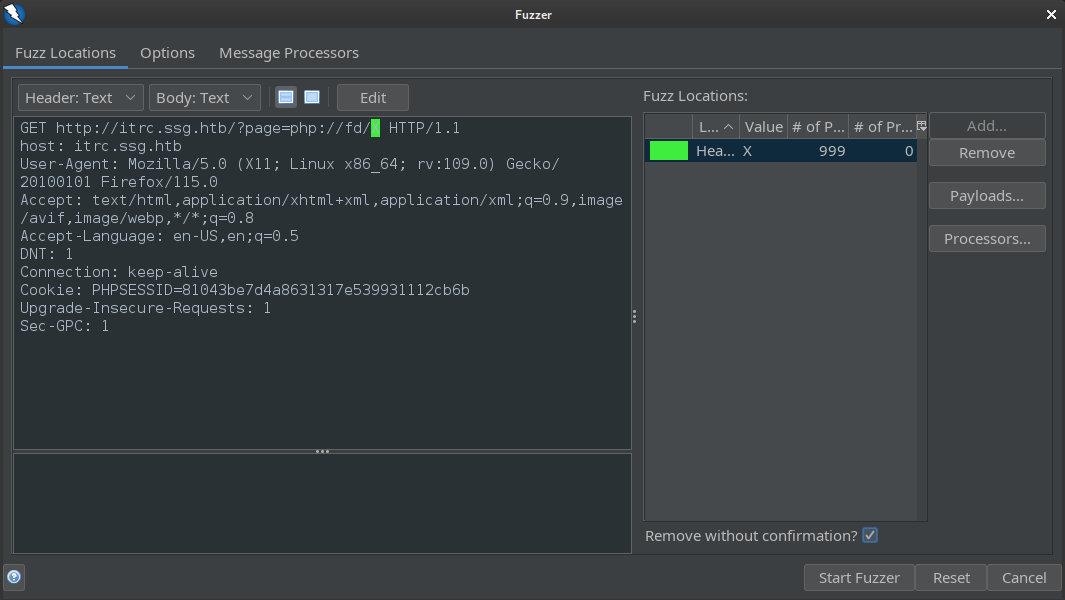 Fuzzer
Fuzz Locations Options Message Processors
Header: Text Body: Text Edit
GET http://itrc.ssg.htb/?page=php://fd/X HTTP/1.1
host: itrc.ssg.htb
User-Agent: Mozilla/5.0 (X11; Linux x86_64; rv:109.0) Gecko/
20100101 Firefox/115.0
Accept: text/html,application/xhtml+xml,application/xml;q=0.9,image
/avif,image/webp,*/*;q=0.8
Accept-Language: en-US,en;q=0.5
DNT: 1
Connection: keep-alive
Cookie: PHPSESSID=81043be7d4a8631317e539931112cb6b
Upgrade-Insecure-Requests: 1
Sec-GPC: 1
Fuzz Locations:
L... Value # of P... # of Pr...
Hea... X 999 0
Add...
Remove
Payloads...
Processors...
Remove without confirmation?
Start Fuzzer Reset Cancel